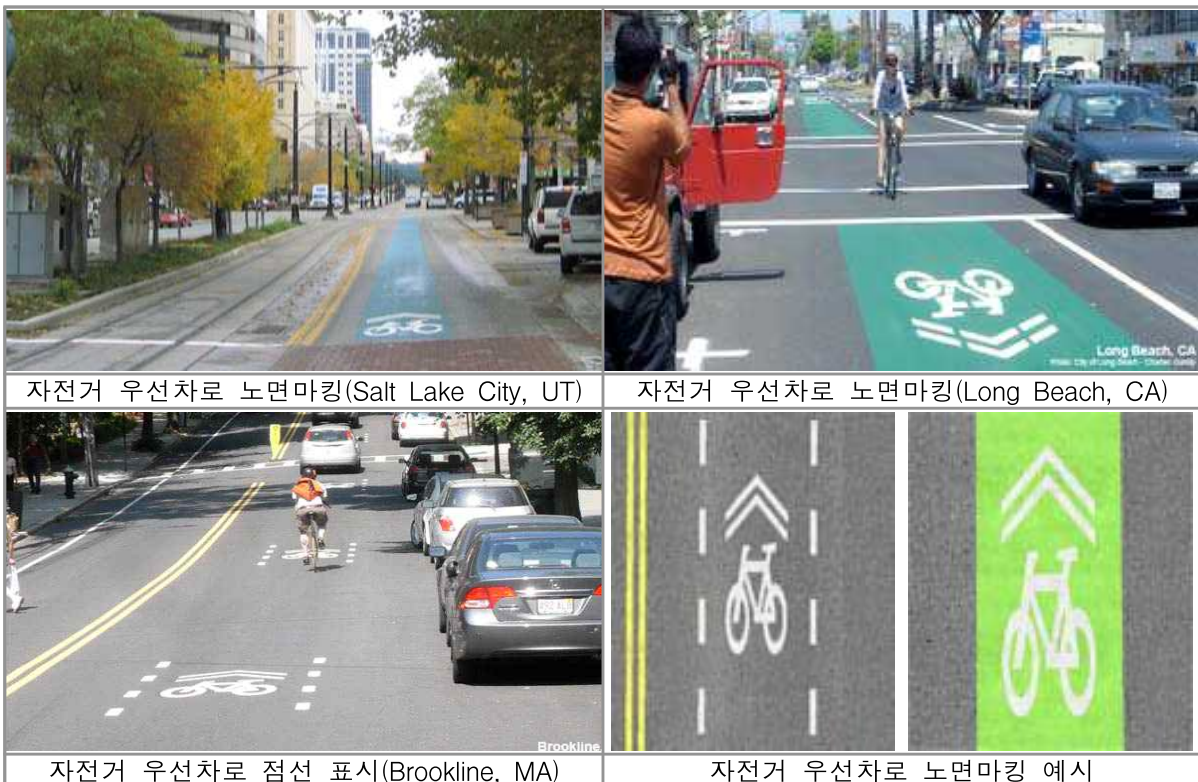 Long Beach, CA
자전거 우선차로 노면마킹(Salt Lake City, UT)
자전거 우선차로 노면마킹(Long Beach, CA)
Brookline
자전거 우선차로 점선 표시(Brookline, MA)
자전거 우선차로 노면마킹 예시